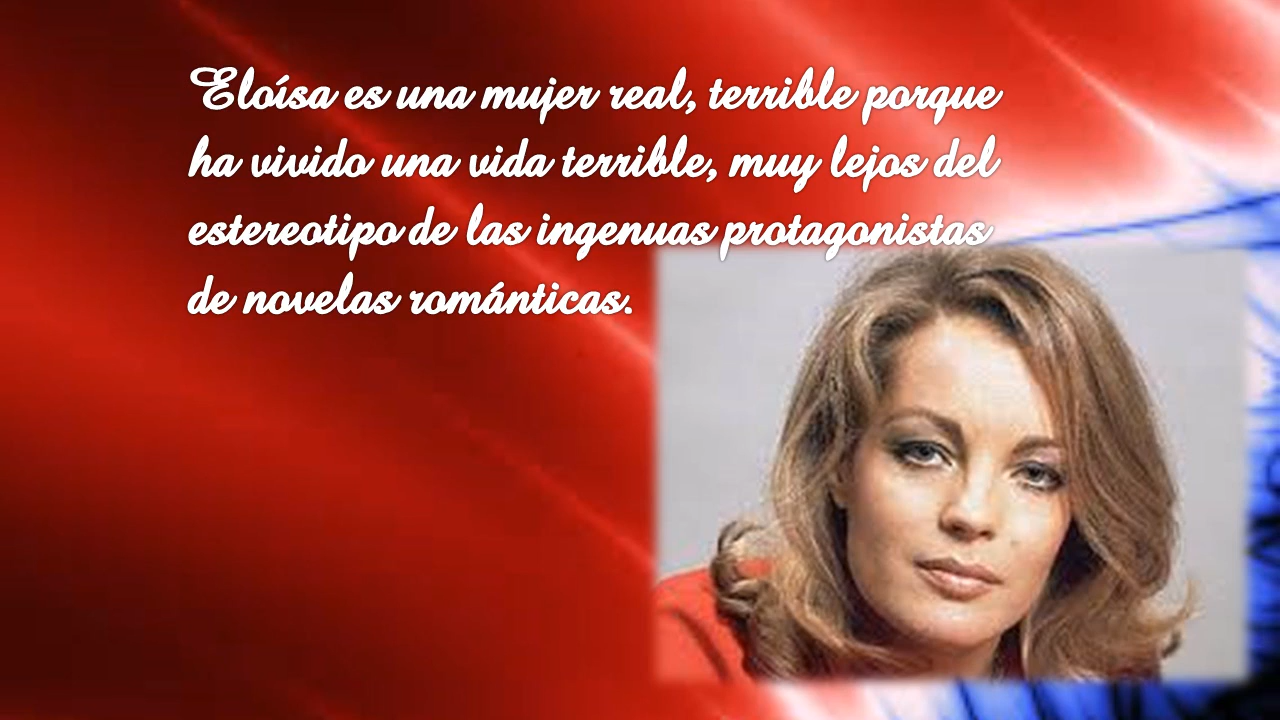 Eloísa es una mujer real, terrible porque
ha vivido una vida terrible, muy lejos del
estereotipo de las ingenuas protagonistas
de novelas románticas.